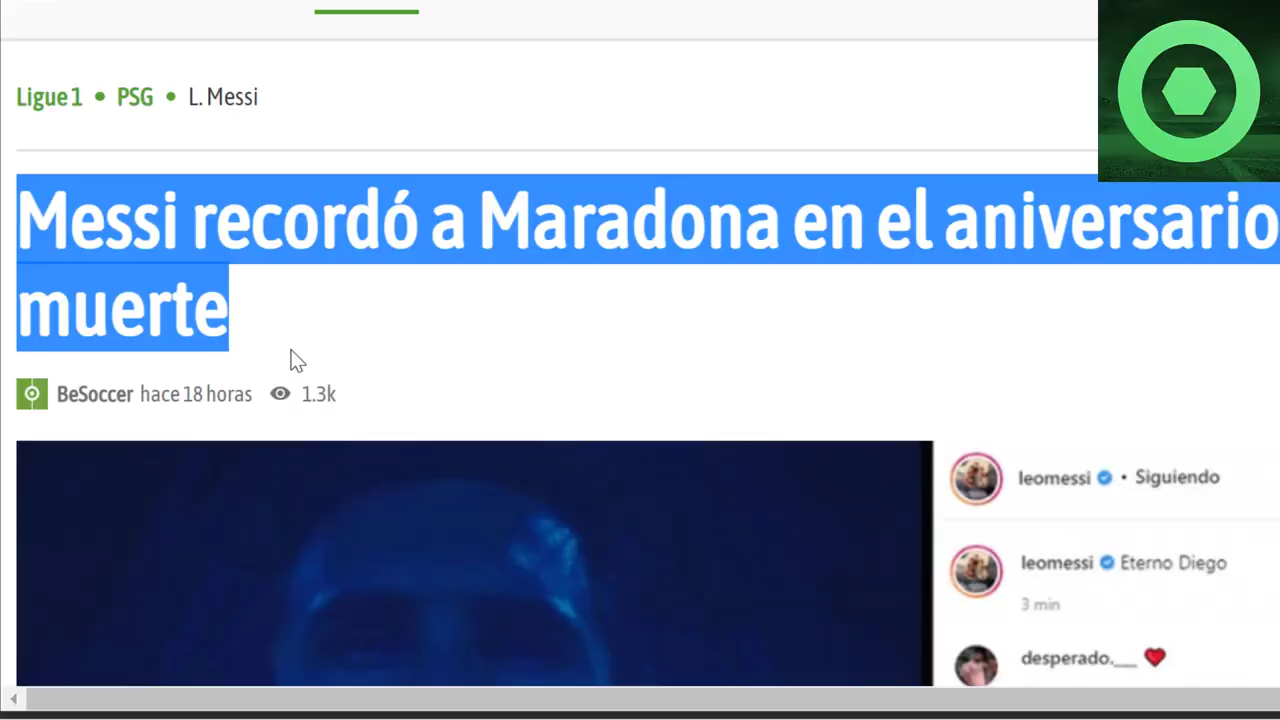 Ligue 1 • PSG • L. Messi
Messi recordó a Maradona en el aniversario
muerte
BeSoccer hace 18 horas 1.3k
leomessi • Siguiendo
leomessi Eterno Diego
3 min
desperado.___ ❤️